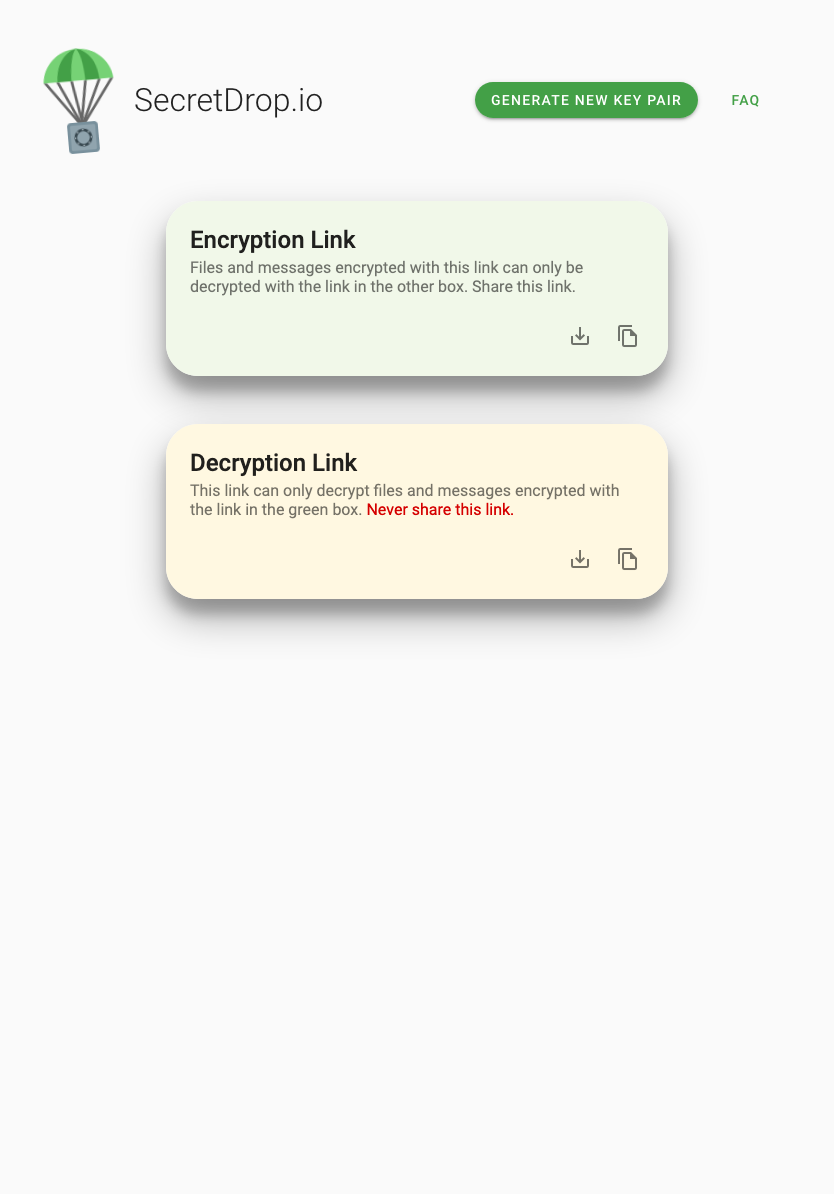 SecretDrop.io
GENERATE NEW KEY PAIR
FAQ
Encryption Link
Files and messages encrypted with this link can only be
decrypted with the link in the other box. Share this link.
Decryption Link
This link can only decrypt files and messages encrypted with
the link in the green box. Never share this link.